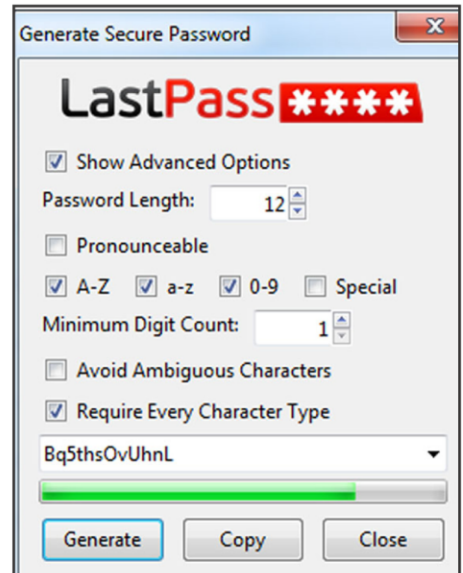 Generate Secure Password
LastPass ****
Show Advanced Options
Password Length: 12
Pronounceable
A-Z a-z 0-9 Special
Minimum Digit Count: 1
Avoid Ambiguous Characters
Require Every Character Type
Bq5thsOvUhnL
Generate Copy Close